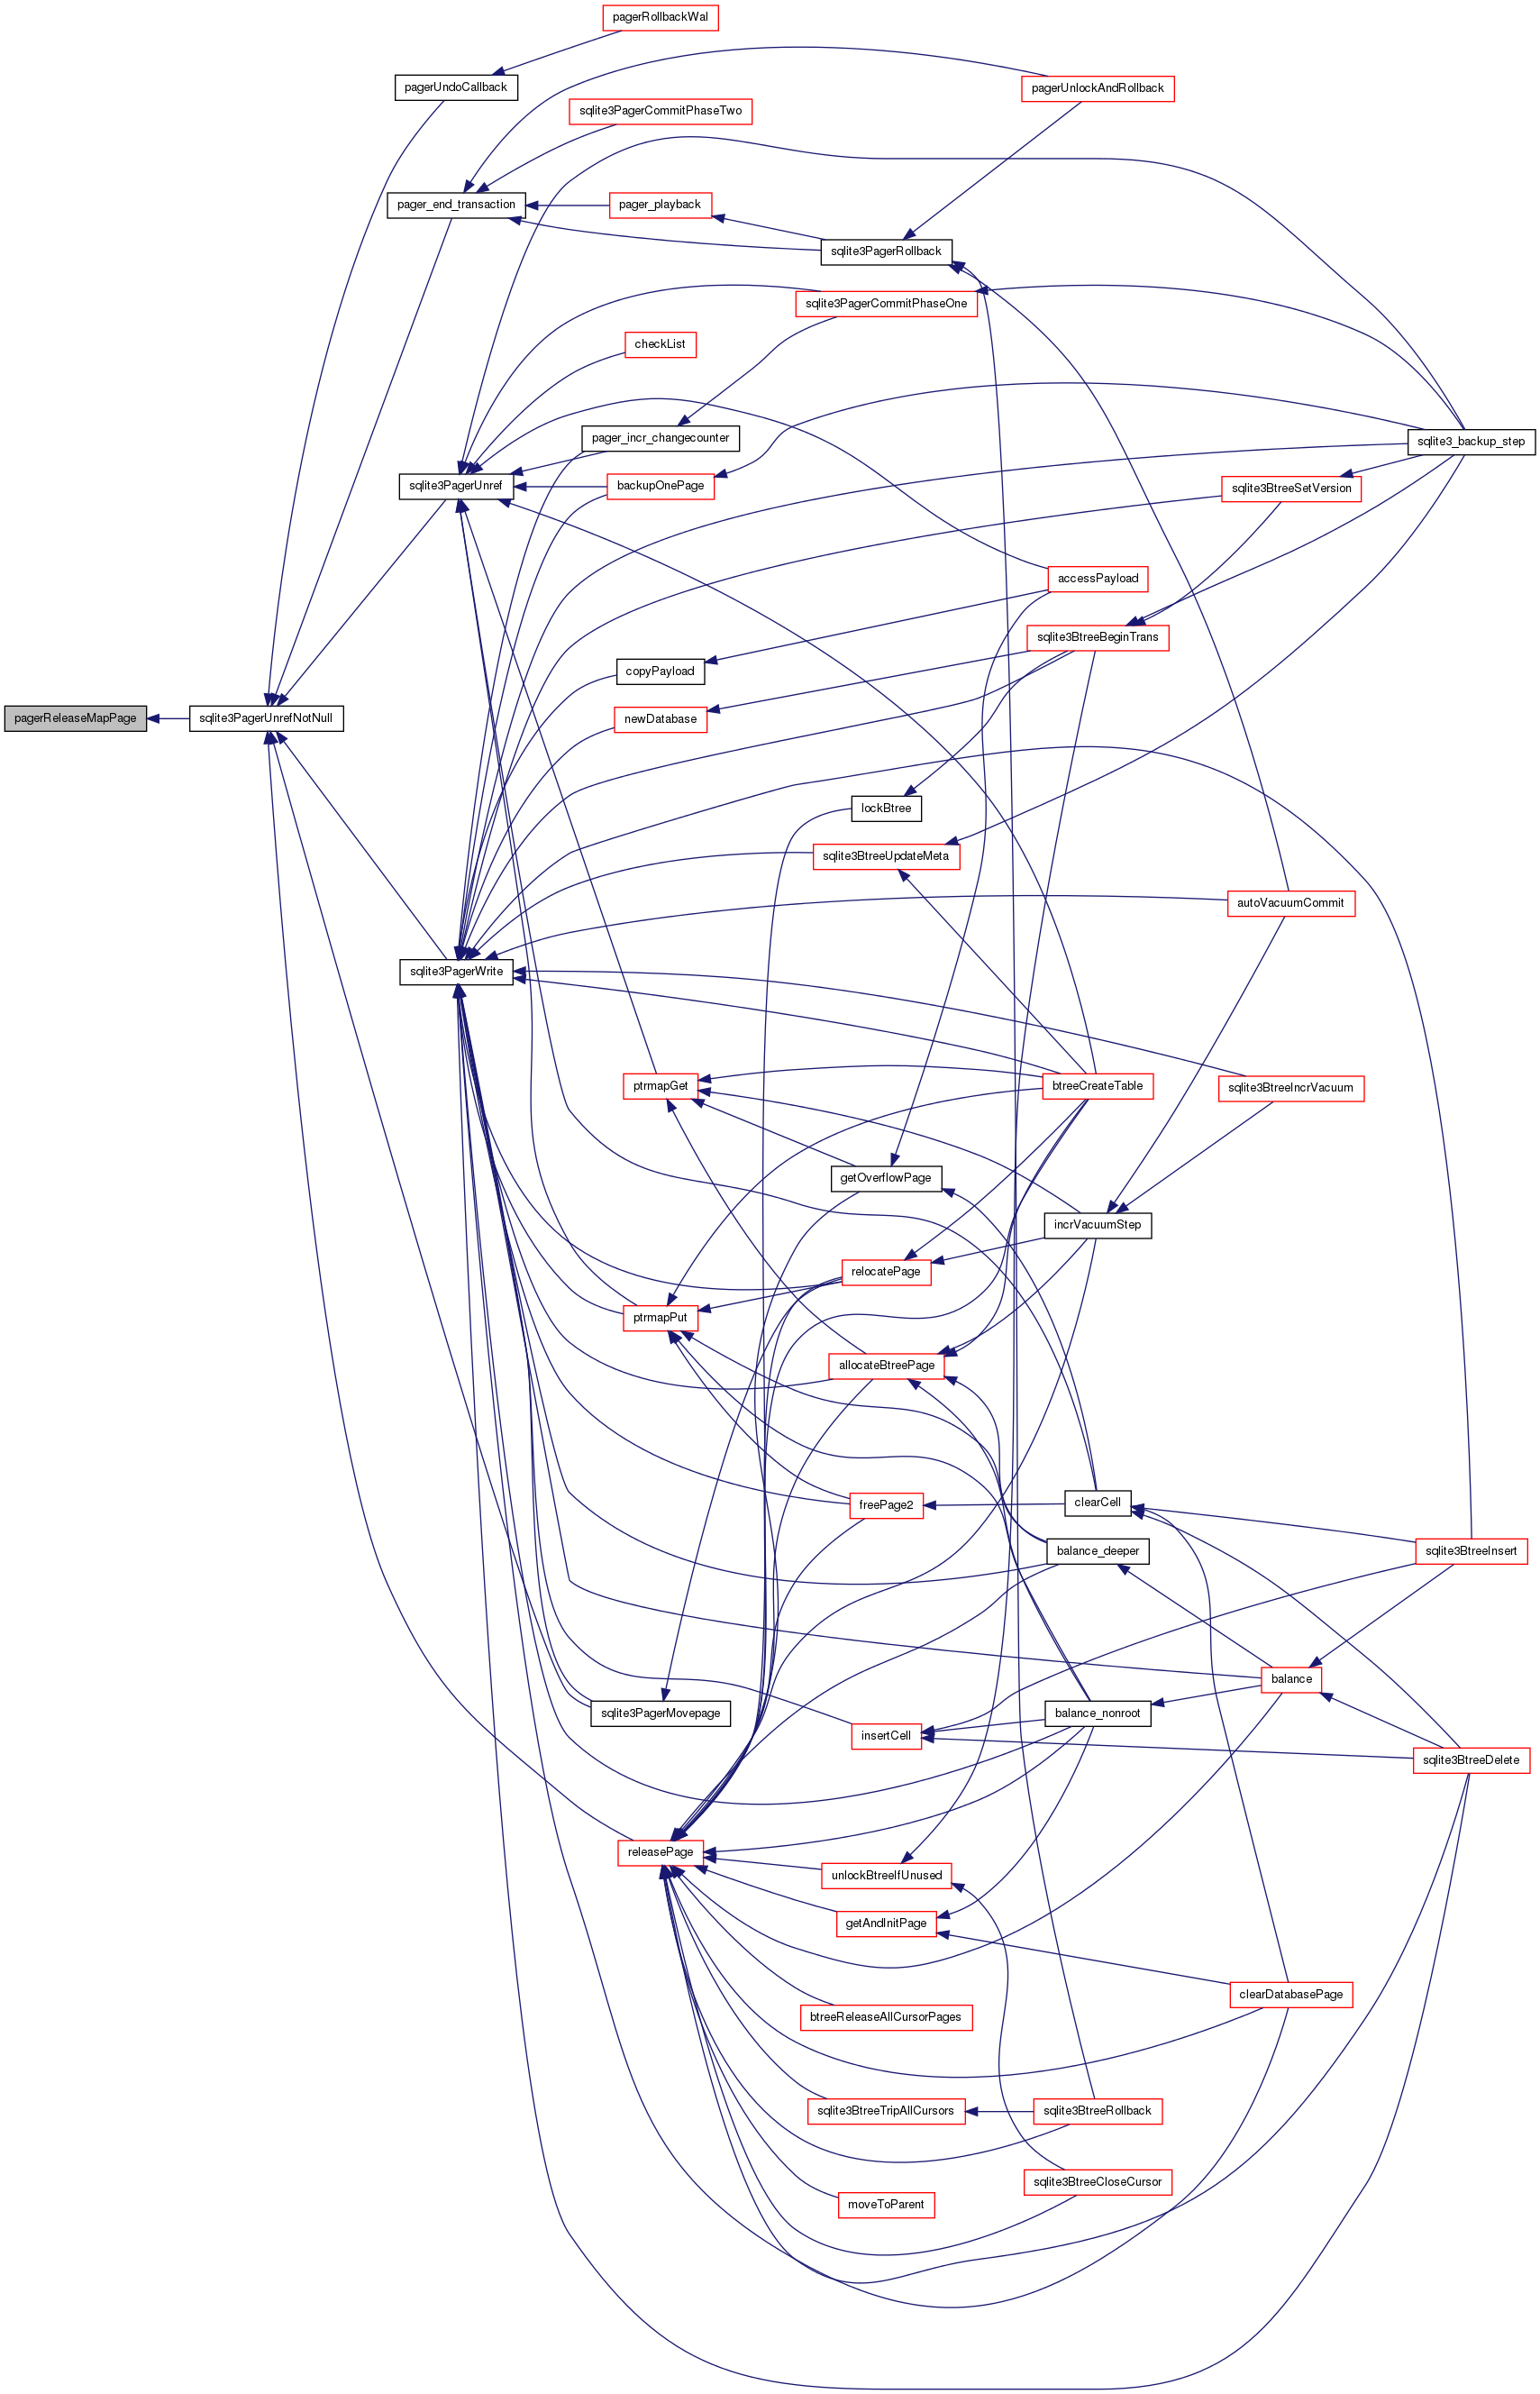 pagerRollbackWal
pagerUndoCallback
pagerUnlockAndRollback
sqlite3PagerCommitPhaseTwo
pager_end_transaction
pager_playback
sqlite3PagerRollback
sqlite3PagerCommitPhaseOne
checkList
pager_incr_changecounter
sqlite3_backup_step
sqlite3PagerUnref
backupOnePage
sqlite3BtreeSetVersion
accessPayload
sqlite3BtreeBeginTrans
copyPayload
pagerReleaseMapPage
sqlite3PagerUnrefNotNull
newDatabase
lockBtree
sqlite3BtreeUpdateMeta
autoVacuumCommit
sqlite3PagerWrite
ptrmapGet
btreeCreateTable
sqlite3BtreeIncrVacuum
getOverflowPage
incrVacuumStep
relocatePage
ptrmapPut
allocateBtreePage
freePage2
clearCell
balance_deeper
sqlite3BtreeInsert
balance
sqlite3PagerMovepage
balance_nonroot
insertCell
sqlite3BtreeDelete
releasePage
unlockBtreeIfUnused
getAndInitPage
clearDatabasePage
btreeReleaseAllCursorPages
sqlite3BtreeTripAllCursors
sqlite3BtreeRollback
sqlite3BtreeCloseCursor
moveToParent